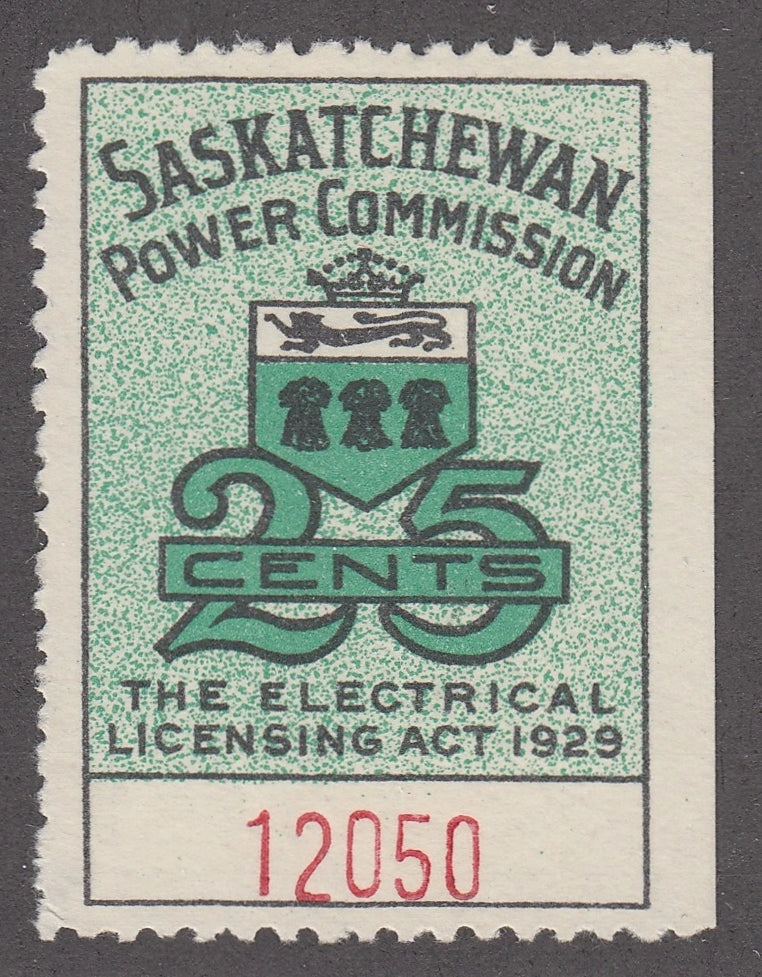 SASKATCHEWAN
POWER COMMISSION
25
CENTS
THE ELECTRICAL
LICENSING ACT 1929
12050